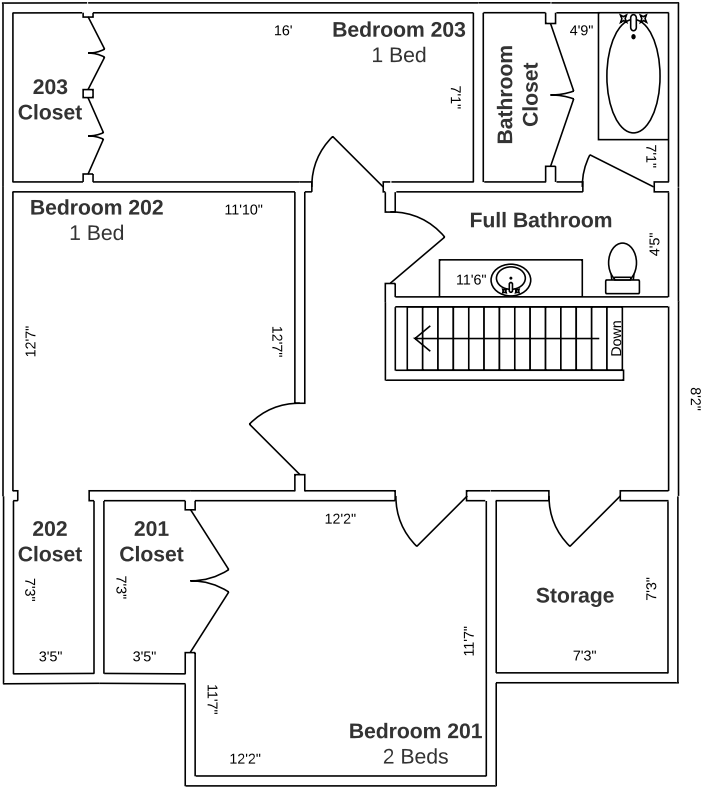 Bedroom 203
1 Bed
16'
7'1"
203
Closet
Bathroom
Closet
4'9"
7'1"
Bedroom 202
1 Bed
11'10"
12'7"
12'7"
Full Bathroom
4'5"
11'6"
Down
8'2"
202
Closet
7'3"
3'5"
201
Closet
7'3"
3'5"
12'2"
11'7"
11'7"
Bedroom 201
2 Beds
12'2"
Storage
7'3"
7'3"